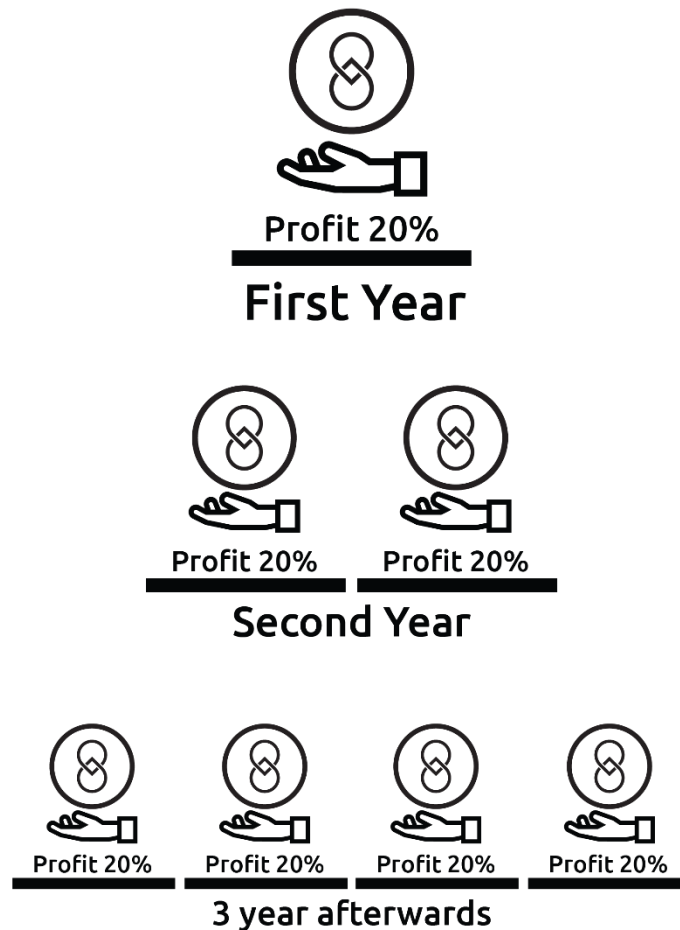 Profit 20%
First Year
Profit 20% Profit 20%
Second Year
Profit 20% Profit 20% Profit 20% Profit 20%
3 year afterwards